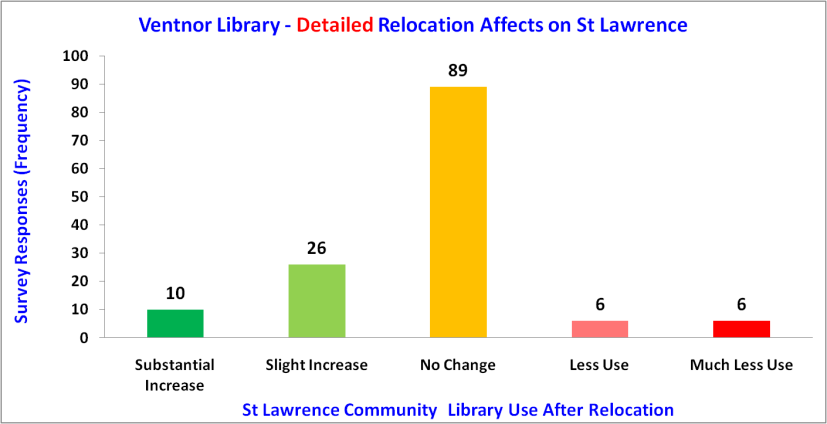 Ventnor Library - Detailed Relocation Affects on St Lawrence
Survey Responses (Frequency)
100
90
80
70
60
50
40
30
20
10
0
10
26
89
6
6
Substantial
Increase
Slight Increase
No Change
Less Use
Much Less Use
St Lawrence Community Library Use After Relocation